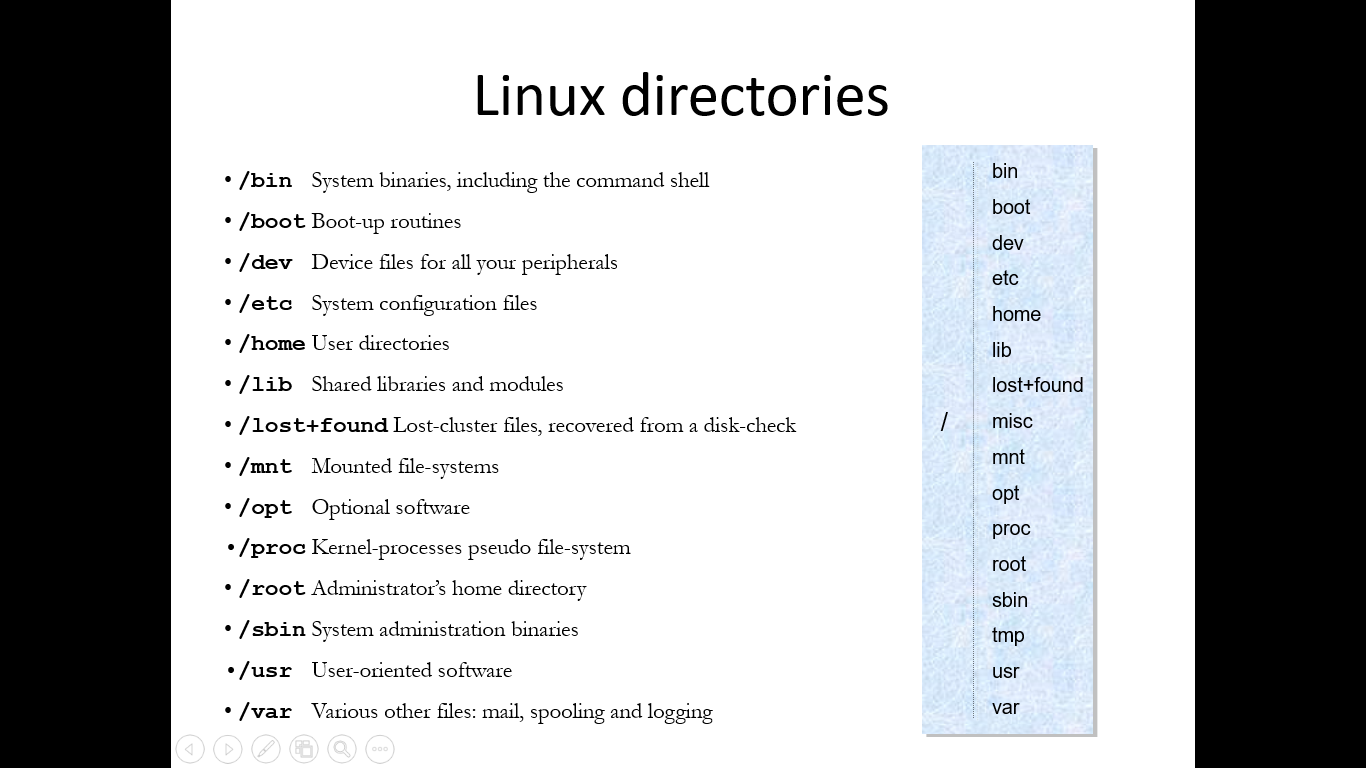 Linux directories
• /bin System binaries, including the command shell
• /boot Boot-up routines
• /dev Device files for all your peripherals
• /etc System configuration files
• /home User directories
• /lib Shared libraries and modules
• /lost+found Lost-cluster files, recovered from a disk-check
• /mnt Mounted file-systems
• /opt Optional software
• /proc Kernel-processes pseudo file-system
• /root Administrator’s home directory
• /sbin System administration binaries
• /usr User-oriented software
• /var Various other files: mail, spooling and logging
bin
boot
dev
etc
home
lib
lost+found
/ misc
mnt
opt
proc
root
sbin
tmp
usr
var